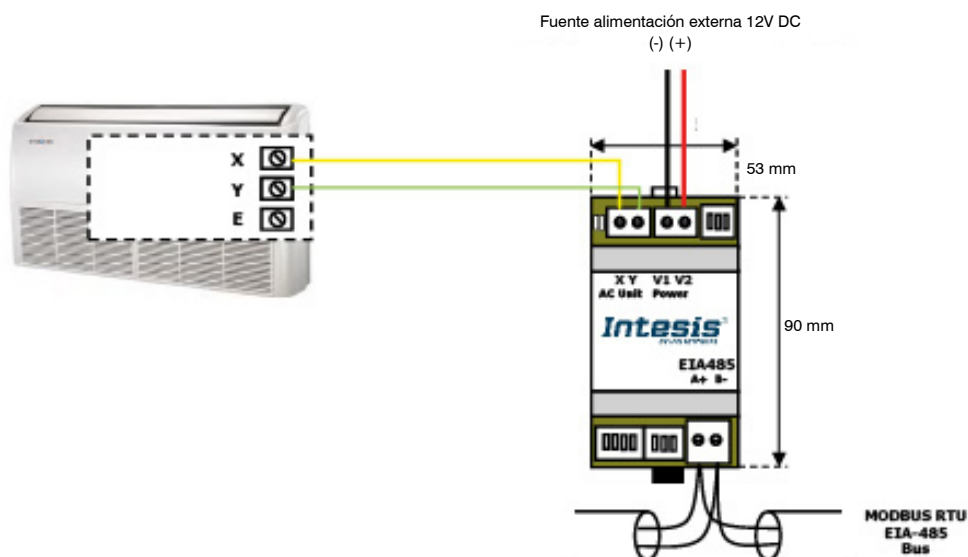 Fuente alimentación externa 12V DC
(-) (+)
53 mm
X
Y
E
X Y V1 V2
AC Unit Power
Intesis
90 mm
EIA485
A+ B-
MODBUS RTU
EIA-485
Bus